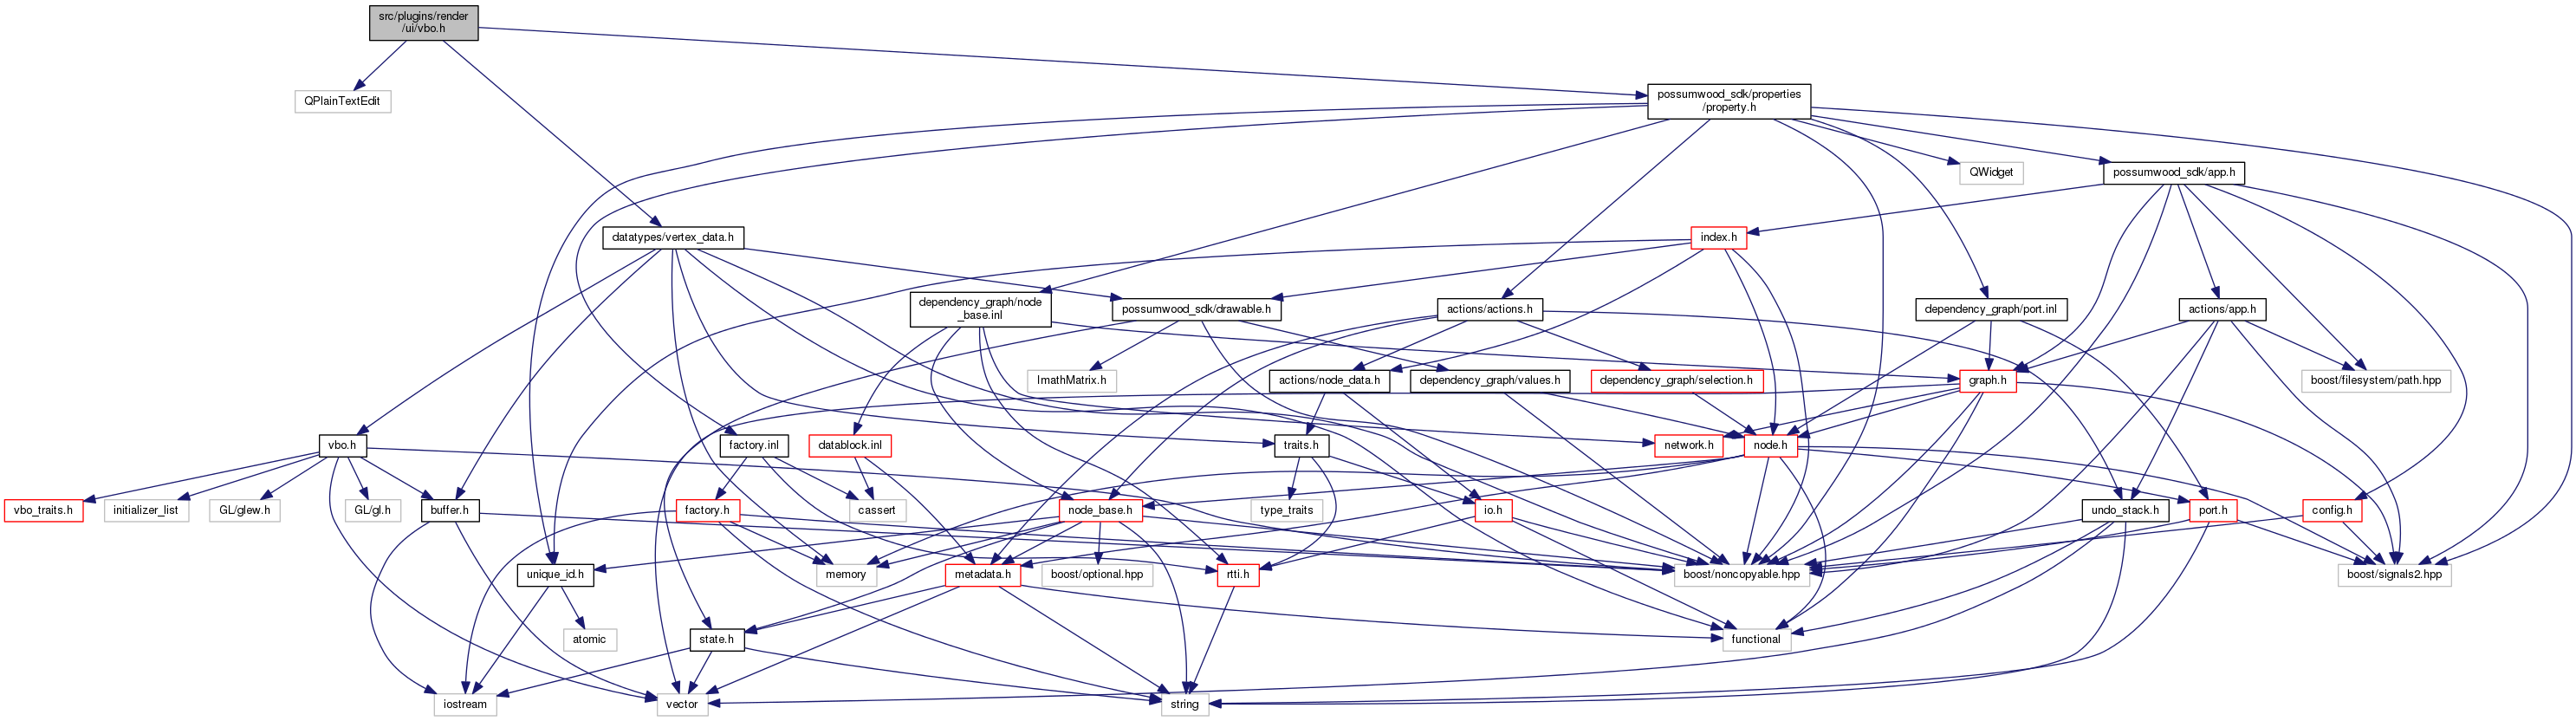 src/plugins/render
/ui/vbo.h
QPlainTextEdit
possumwood_sdk/properties
/property.h
QWidget
possumwood_sdk/app.h
datatypes/vertex_data.h
index.h
dependency_graph/node
_base.inl
possumwood_sdk/drawable.h
actions/actions.h
dependency_graph/port.inl
actions/app.h
ImathMatrix.h
actions/node_data.h
dependency_graph/values.h
dependency_graph/selection.h
graph.h
boost/filesystem/path.hpp
vbo.h
factory.inl
datablock.inl
traits.h
network.h
node.h
vbo_traits.h
initializer_list
GL/glew.h
GL/gl.h
buffer.h
factory.h
cassert
node_base.h
type_traits
io.h
undo_stack.h
port.h
config.h
unique_id.h
memory
metadata.h
boost/optional.hpp
rtti.h
boost/noncopyable.hpp
boost/signals2.hpp
atomic
state.h
functional
iostream
vector
string